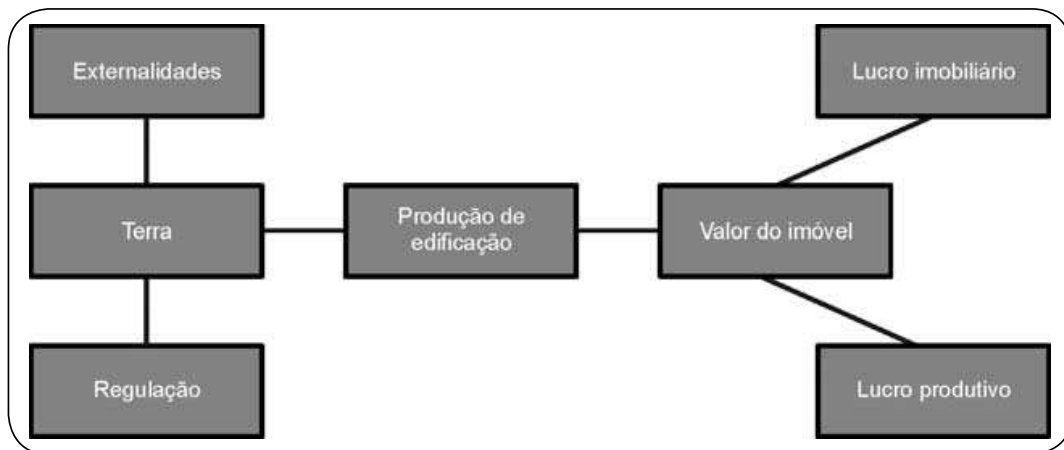 Externalidades
Lucro imobiliário
Terra
Produção de
edificação
Valor do imóvel
Regulação
Lucro produtivo